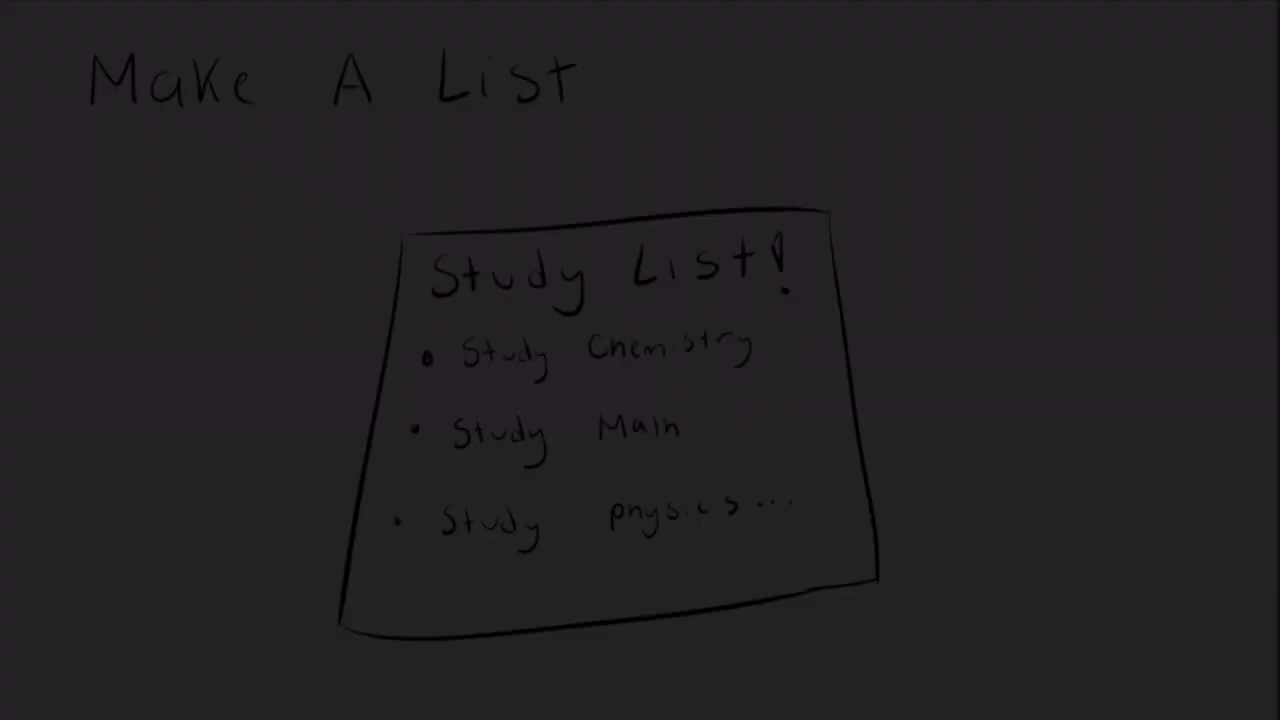 Make A List
Study List!
• Study Chemistry
• Study Math
• Study physics...